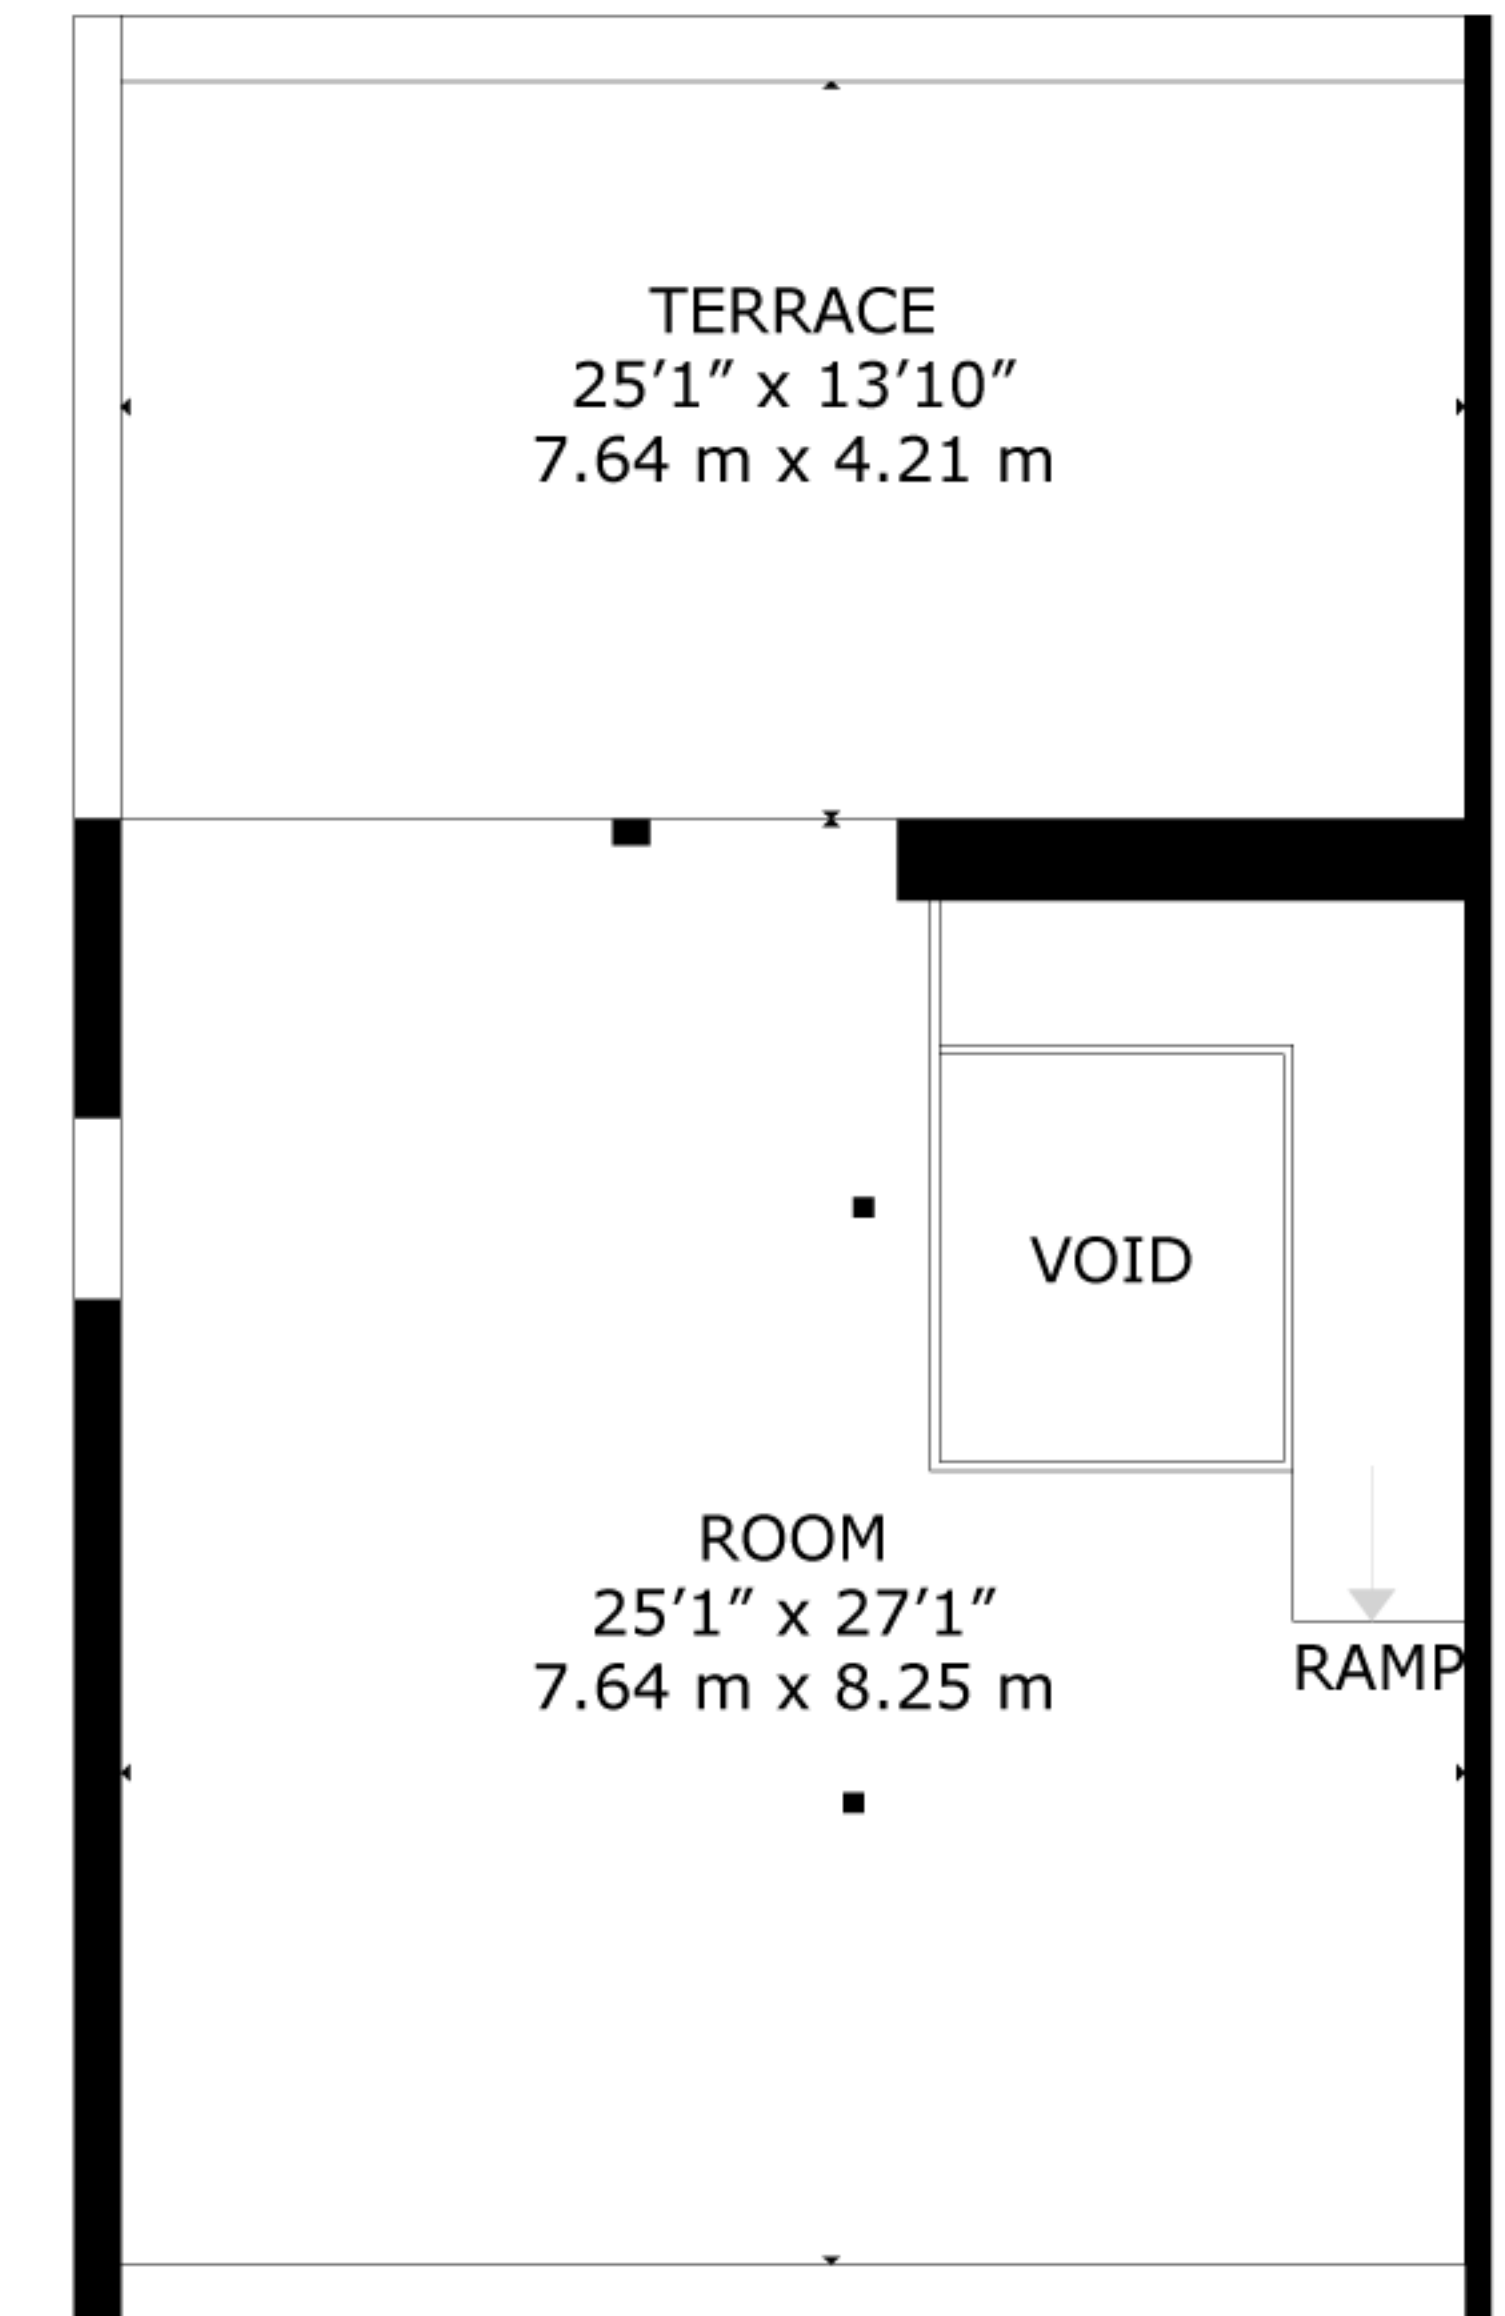 TERRACE
25′1″ x 13′10″
7.64 m x 4.21 m
VOID
ROOM
25′1″ x 27′1″
7.64 m x 8.25 m
RAMP